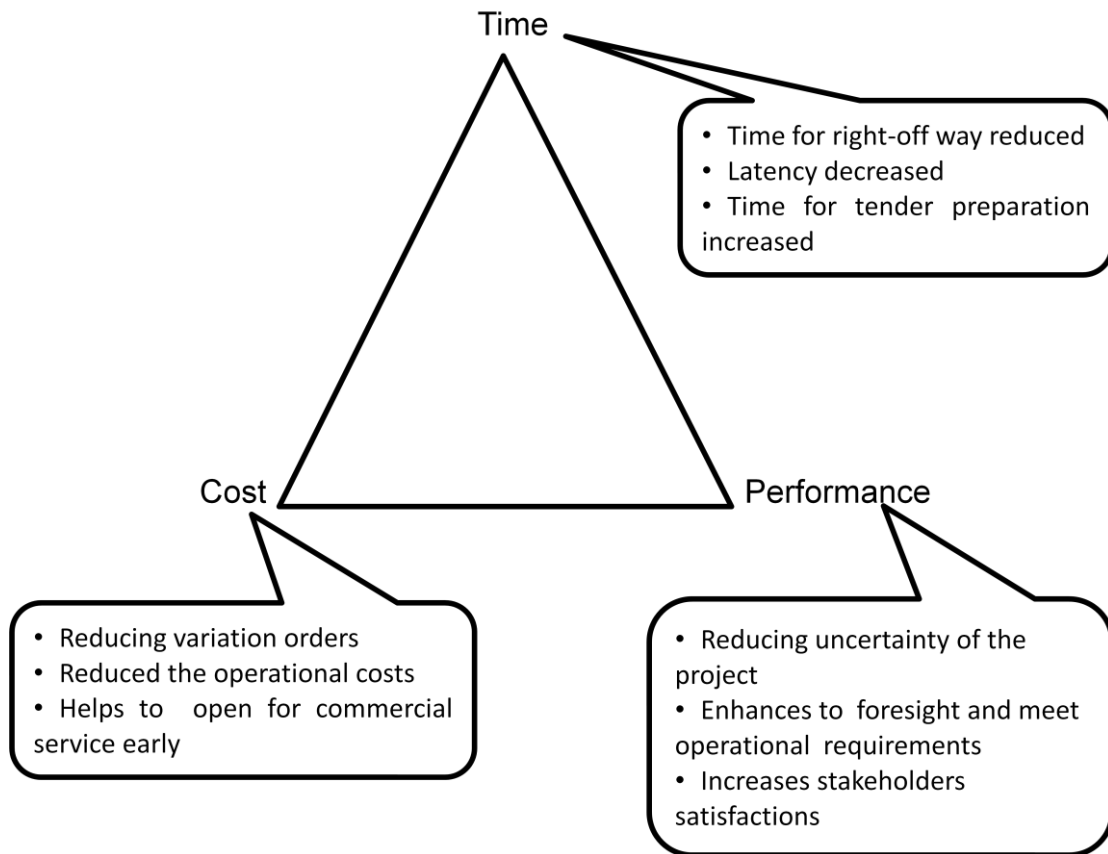 Time
• Time for right-off way reduced
• Latency decreased
• Time for tender preparation
increased
Cost
Performance
• Reducing variation orders
• Reduced the operational costs
• Helps to open for commercial
service early
• Reducing uncertainty of the
project
• Enhances to foresight and meet
operational requirements
• Increases stakeholders
satisfactions